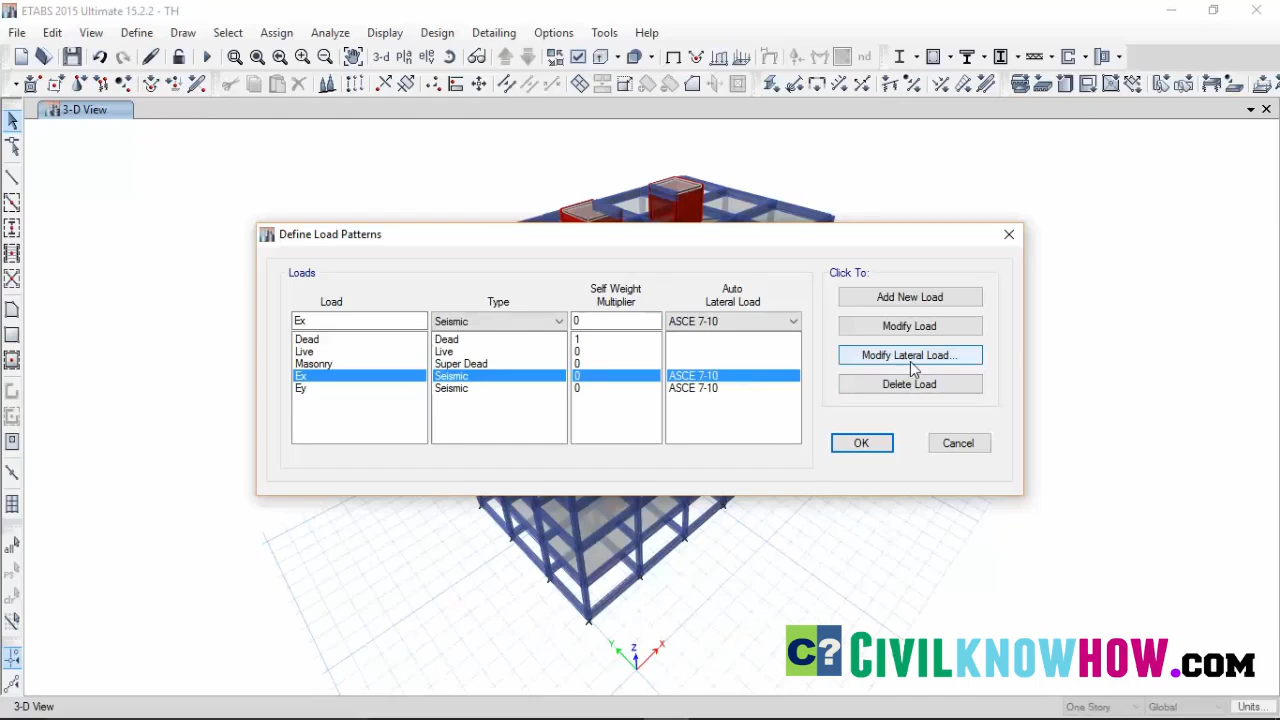 ETABS 2015 Ultimate 15.2.2 - TH
File Edit View Define Draw Select Assign Analyze Display Design Detailing Options Tools Help
3-d nd
3-D View
Define Load Patterns
Loads
Click To:
Load Type Self Weight Multiplier Auto Lateral Load
Ex Seismic 0 ASCE 7-10
Dead Dead 1
Live Live 0
Masonry Super Dead 0
Ex Seismic 0 ASCE 7-10
Ey Seismic 0 ASCE 7-10
Add New Load
Modify Load
Modify Lateral Load...
Delete Load
OK Cancel
all
Y Z X
C? CIVILKNOWHOW.COM
3-D View One Story Global Units...